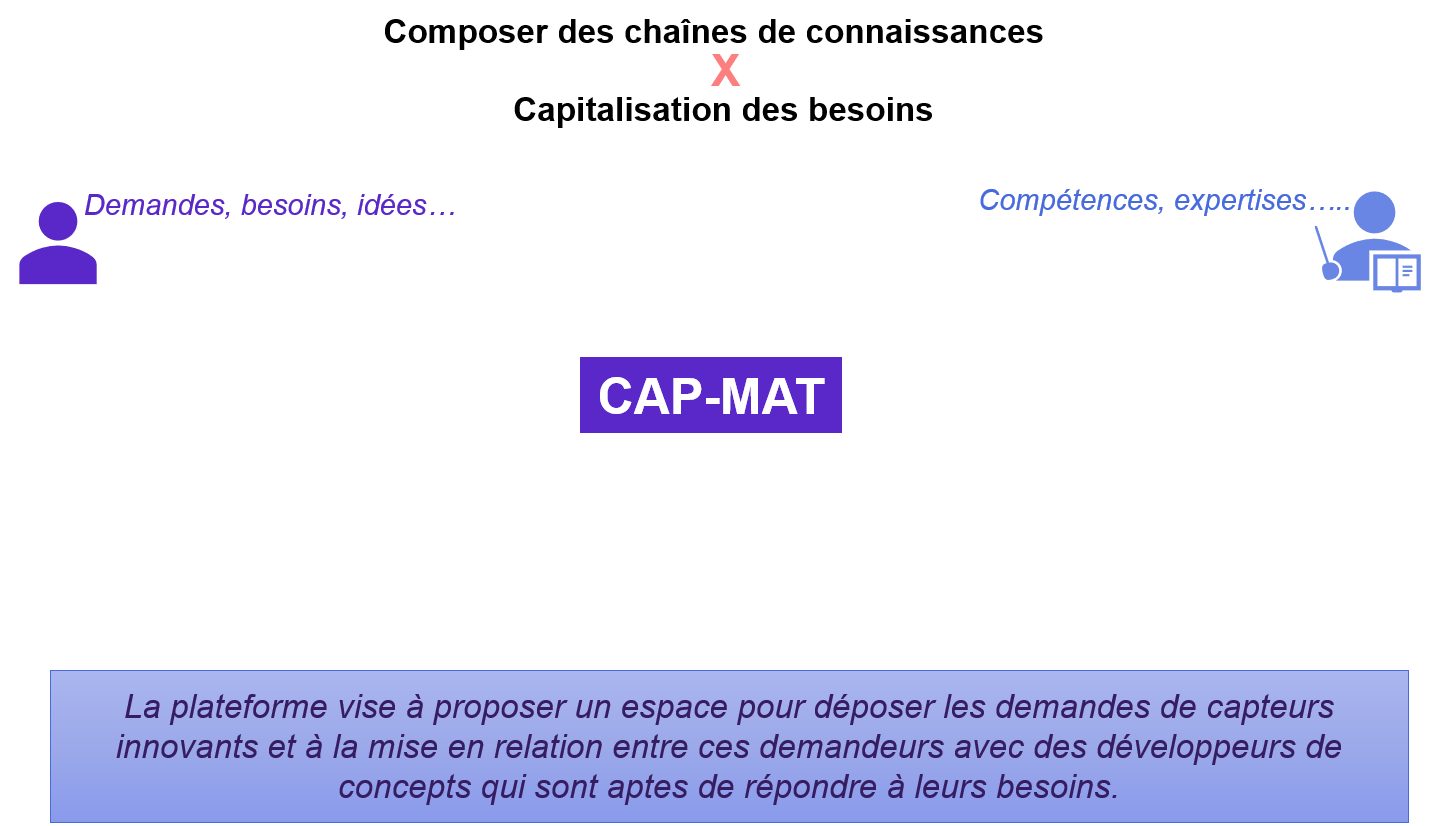 Composer des chaînes de connaissances
X
Capitalisation des besoins
Demandes, besoins, idées…
Compétences, expertises…..
CAP-MAT
La plateforme vise à proposer un espace pour déposer les demandes de capteurs
innovants et à la mise en relation entre ces demandeurs avec des développeurs de
concepts qui sont aptes de répondre à leurs besoins.